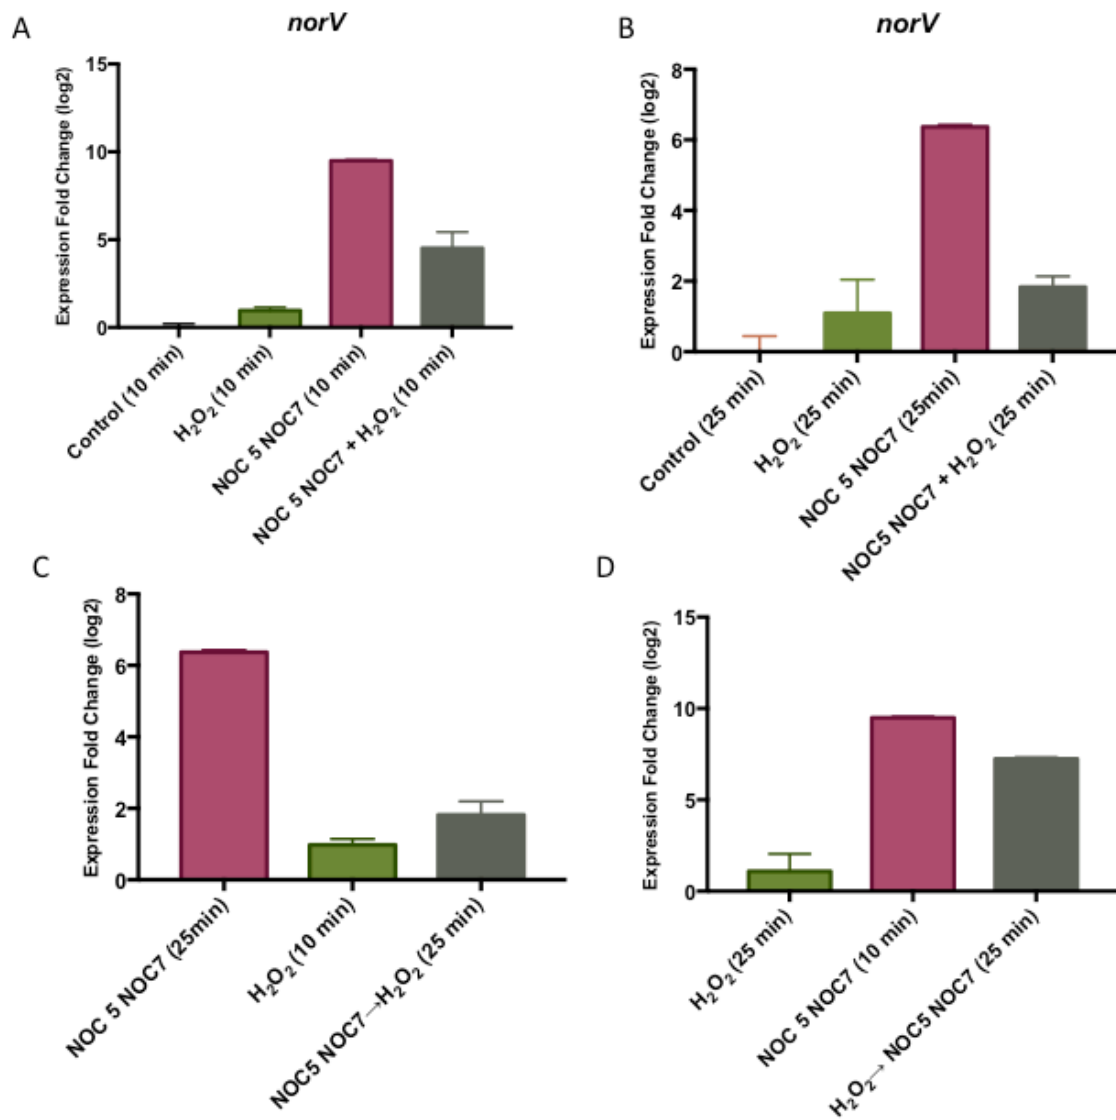 A
norV
Expression Fold Change (log2)
15
10
5
0
Control (10 min)
H₂O₂ (10 min)
NOC 5 NOC7 (10 min)
NOC 5 NOC7 + H₂O₂ (10 min)
B
norV
Expression Fold Change (log2)
8
6
4
2
0
Control (25 min)
H₂O₂ (25 min)
NOC 5 NOC7 (25min)
NOC5 NOC7 + H₂O₂ (25 min)
C
Expression Fold Change (log2)
8
6
4
2
0
NOC 5 NOC7 (25min)
H₂O₂ (10 min)
NOC5 NOC7→H₂O₂ (25 min)
D
Expression Fold Change (log2)
15
10
5
0
H₂O₂ (25 min)
NOC 5 NOC7 (10 min)
H₂O₂→ NOC5 NOC7 (25 min)